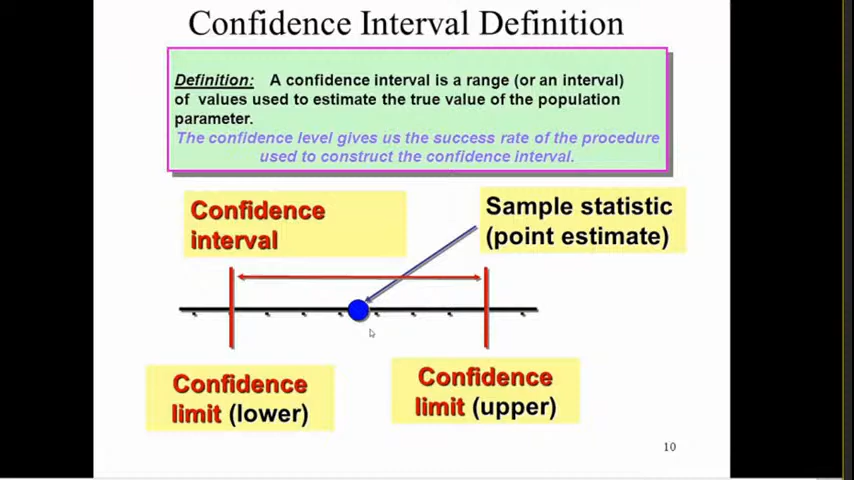 Confidence Interval Definition
Definition: A confidence interval is a range (or an interval)
of values used to estimate the true value of the population
parameter.
The confidence level gives us the success rate of the procedure
used to construct the confidence interval.
Confidence
interval
Sample statistic
(point estimate)
Confidence
limit (lower)
Confidence
limit (upper)
10